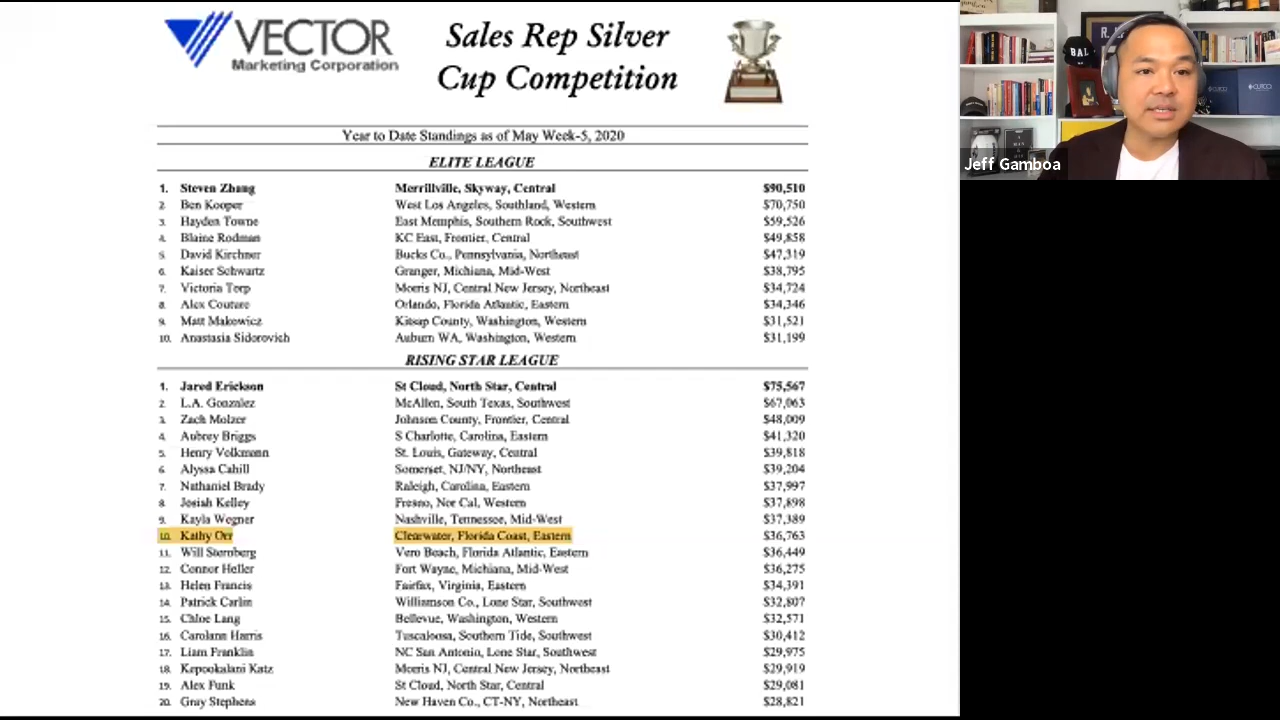 VECTOR
Marketing Corporation
Sales Rep Silver
Cup Competition
Year to Date Standings as of May Week-5, 2020
ELITE LEAGUE
1. Steven Zhang Merrillville, Skyway, Central $90,510
2. Ben Kooper West Los Angeles, Southland, Western $70,750
3. Hayden Towne East Memphis, Southern Rock, Southwest $59,526
4. Blaine Rodman KC East, Frontier, Central $49,858
5. David Kirchner Bucks Co., Pennsylvania, Northeast $47,319
6. Kaiser Schwartz Granger, Michiana, Mid-West $38,795
7. Victoria Torp Morris NJ, Central New Jersey, Northeast $34,724
8. Alex Couture Orlando, Florida Atlantic, Eastern $34,346
9. Matt Makowicz Kitsap County, Washington, Western $31,521
10. Anastasia Sidorovich Auburn WA, Washington, Western $31,199
RISING STAR LEAGUE
1. Jared Erickson St Cloud, North Star, Central $75,567
2. L.A. Gonzalez McAllen, South Texas, Southwest $67,063
3. Zach Molzer Johnson County, Frontier, Central $48,009
4. Aubrey Briggs S Charlotte, Carolina, Eastern $41,320
5. Henry Volkmann St. Louis, Gateway, Central $39,818
6. Alyssa Cahill Somerset, NJ/NY, Northeast $39,204
7. Nathaniel Brady Raleigh, Carolina, Eastern $37,997
8. Josiah Kelley Fresno, Nor Cal, Western $37,898
9. Kayla Wegner Nashville, Tennessee, Mid-West $37,389
10. Kathy Orr Clearwater, Florida Coast, Eastern $36,763
11. Will Sternberg Vero Beach, Florida Atlantic, Eastern $36,449
12. Connor Heller Fort Wayne, Michiana, Mid-West $36,275
13. Helen Francis Fairfax, Virginia, Eastern $34,391
14. Patrick Carlin Williamson Co., Lone Star, Southwest $32,807
15. Chloe Lang Bellevue, Washington, Western $32,571
16. Carolann Harris Tuscaloosa, Southern Tide, Southwest $30,412
17. Liam Franklin NC San Antonio, Lone Star, Southwest $29,975
18. Kepookalani Katz Morris NJ, Central New Jersey, Northeast $29,919
19. Alex Funk St Cloud, North Star, Central $29,081
20. Gray Stephens New Haven Co., CT-NY, Northeast $28,821
BAL
CUTCO
Jeff Gamboa